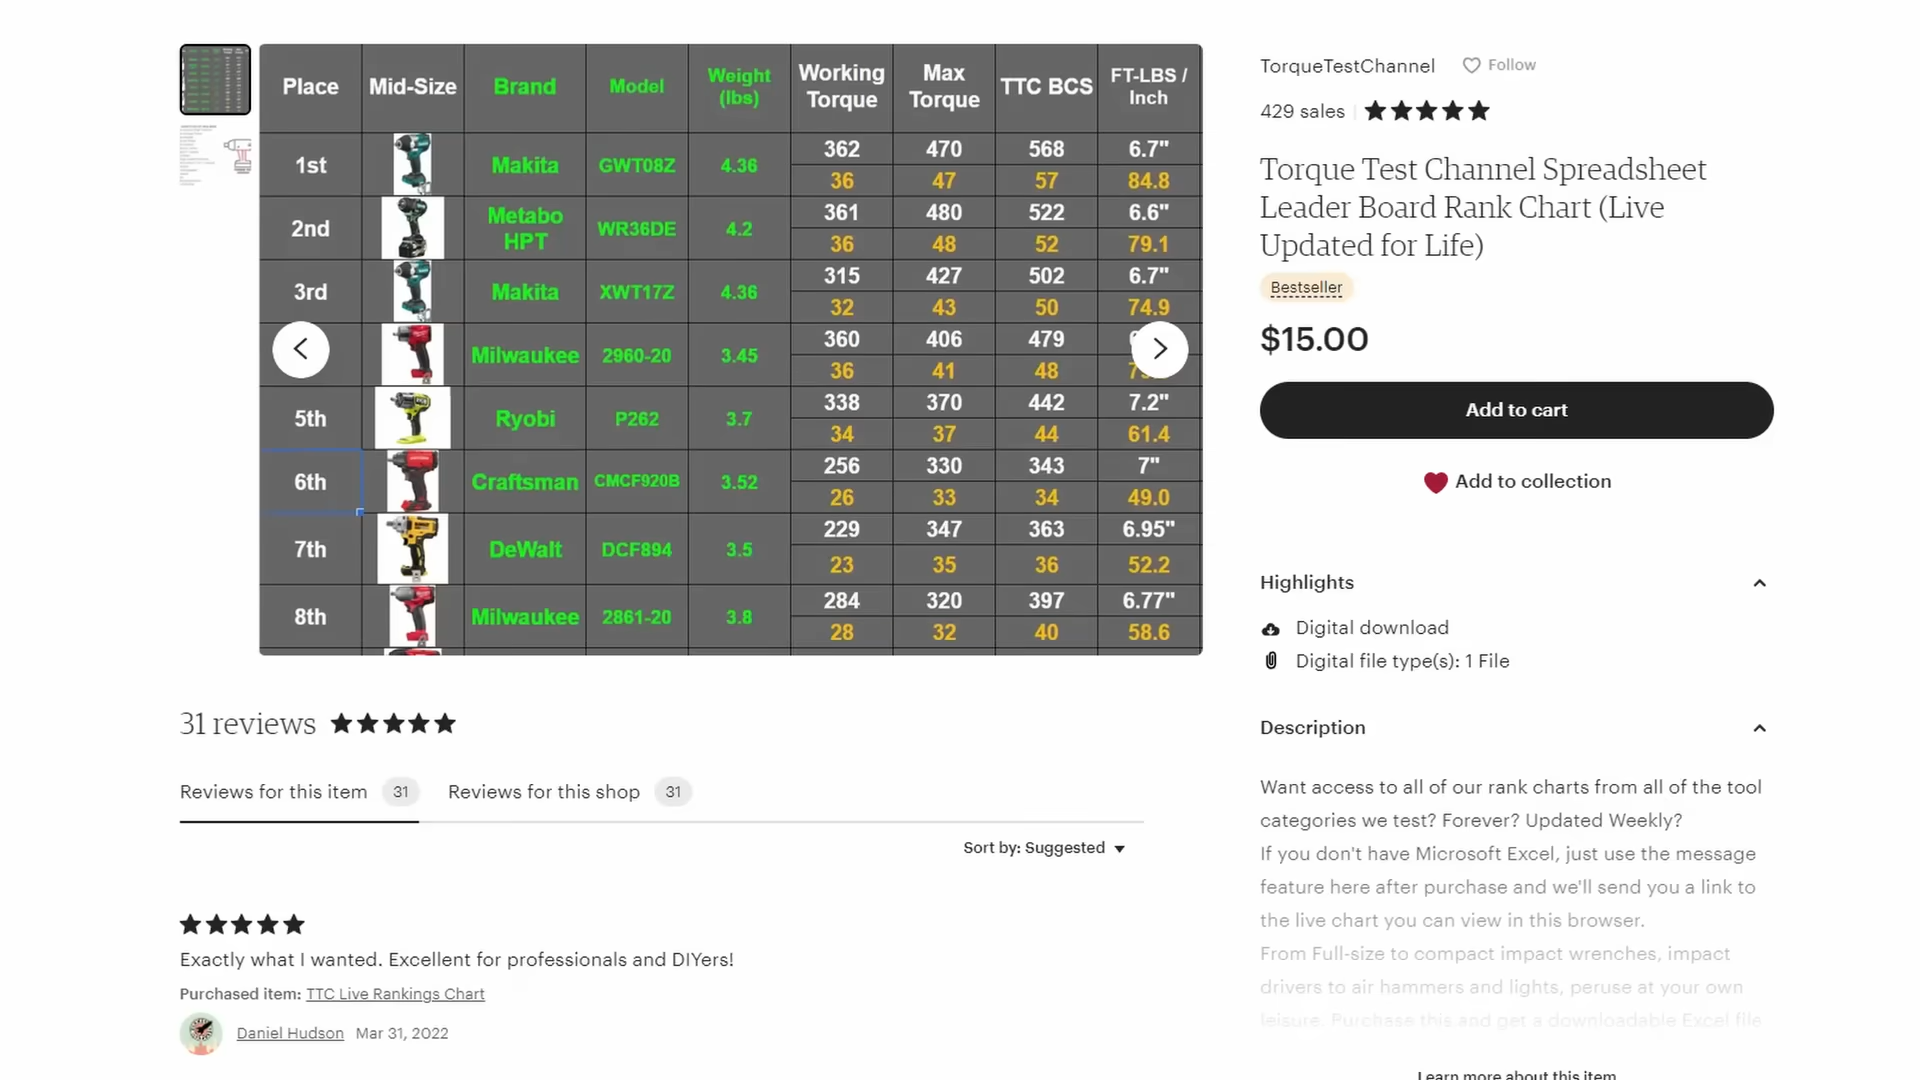 Place Mid-Size Brand Model Weight (lbs) Working Torque Max Torque TTC BCS FT-LBS / Inch
1st Makita GWT08Z 4.36 362 470 568 6.7"
36 47 57 84.8
2nd Metabo HPT WR36DE 4.2 361 480 522 6.6"
36 48 52 79.1
3rd Makita XWT17Z 4.36 315 427 502 6.7"
32 43 50 74.9
Milwaukee 2960-20 3.45 360 406 479
36 41 48
5th Ryobi P262 3.7 338 370 442 7.2"
34 37 44 61.4
6th Craftsman CMCF920B 3.52 256 330 343 7"
26 33 34 49.0
7th DeWalt DCF894 3.5 229 347 363 6.95"
23 35 36 52.2
8th Milwaukee 2861-20 3.8 284 320 397 6.77"
28 32 40 58.6
TorqueTestChannel Follow
429 sales
Torque Test Channel Spreadsheet
Leader Board Rank Chart (Live
Updated for Life)
Bestseller
$15.00
Add to cart
Add to collection
Highlights
Digital download
Digital file type(s): 1 File
Description
Want access to all of our rank charts from all of the tool
categories we test? Forever? Updated Weekly?
If you don't have Microsoft Excel, just use the message
feature here after purchase and we'll send you a link to
the live chart you can view in this browser.
From Full-size to compact impact wrenches, impact
drivers to air hammers and lights, peruse at your own
leisure. Purchase this and get a downloadable Excel file
Learn more about this item
31 reviews
Reviews for this item 31 Reviews for this shop 31
Sort by: Suggested
Exactly what I wanted. Excellent for professionals and DIYers!
Purchased item: TTC Live Rankings Chart
Daniel Hudson Mar 31, 2022